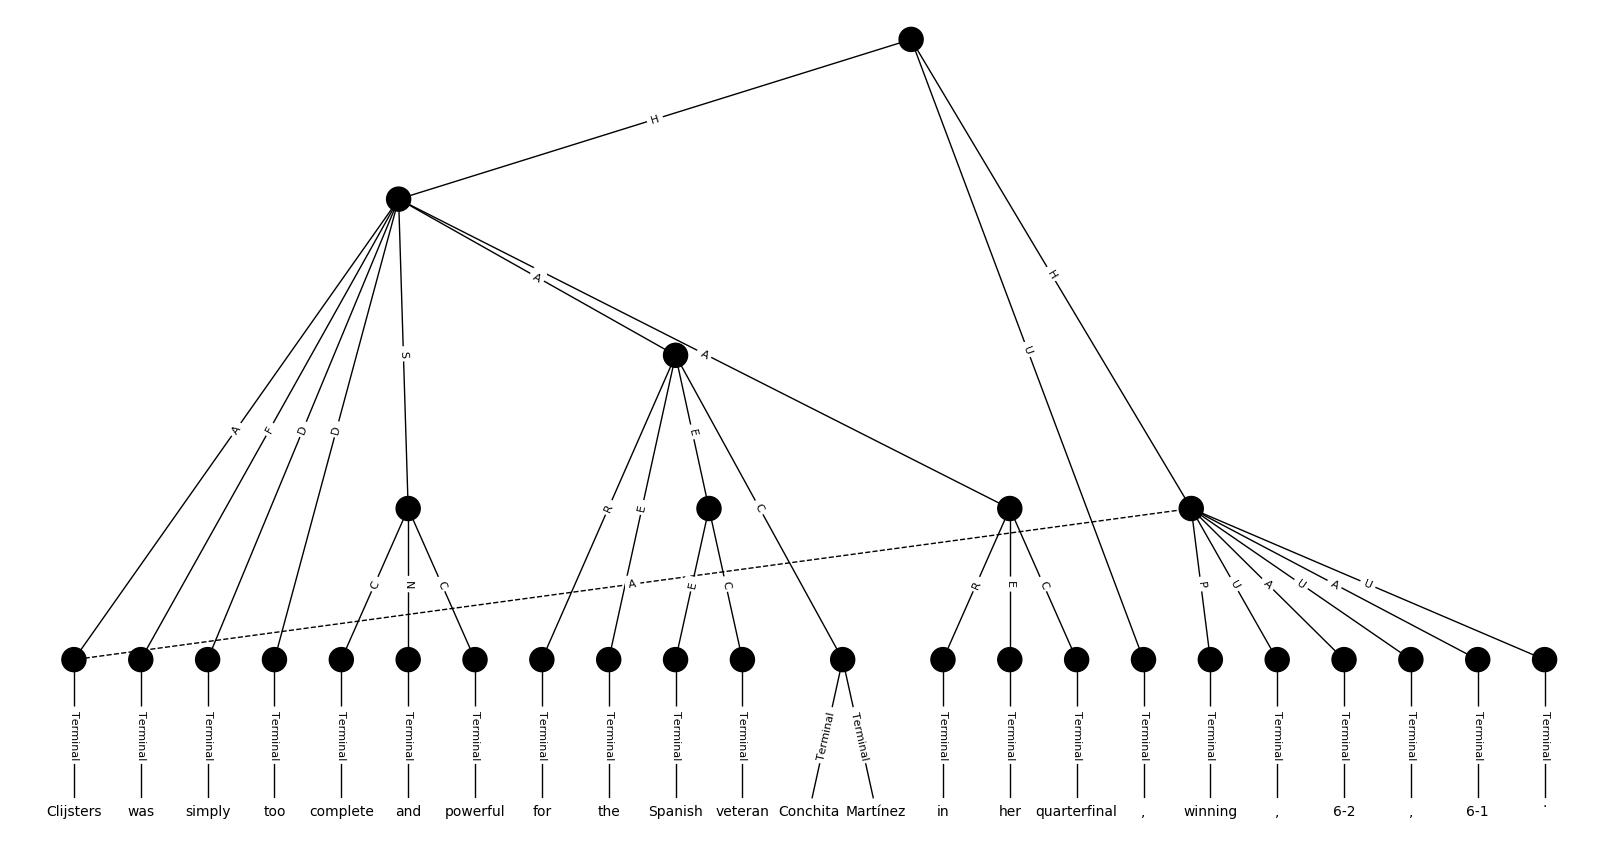 H
H
A
A
S
U
A
F
D
D
E
R
E
C
A
C
N
C
E
C
R
E
C
P
U
A
U
A
U
Terminal Terminal Terminal Terminal Terminal Terminal Terminal Terminal Terminal Terminal Terminal Terminal Terminal Terminal Terminal Terminal Terminal Terminal Terminal Terminal Terminal Terminal Terminal
Clijsters was simply too complete and powerful for the Spanish veteran Conchita Martínez in her quarterfinal , winning , 6-2 , 6-1 .